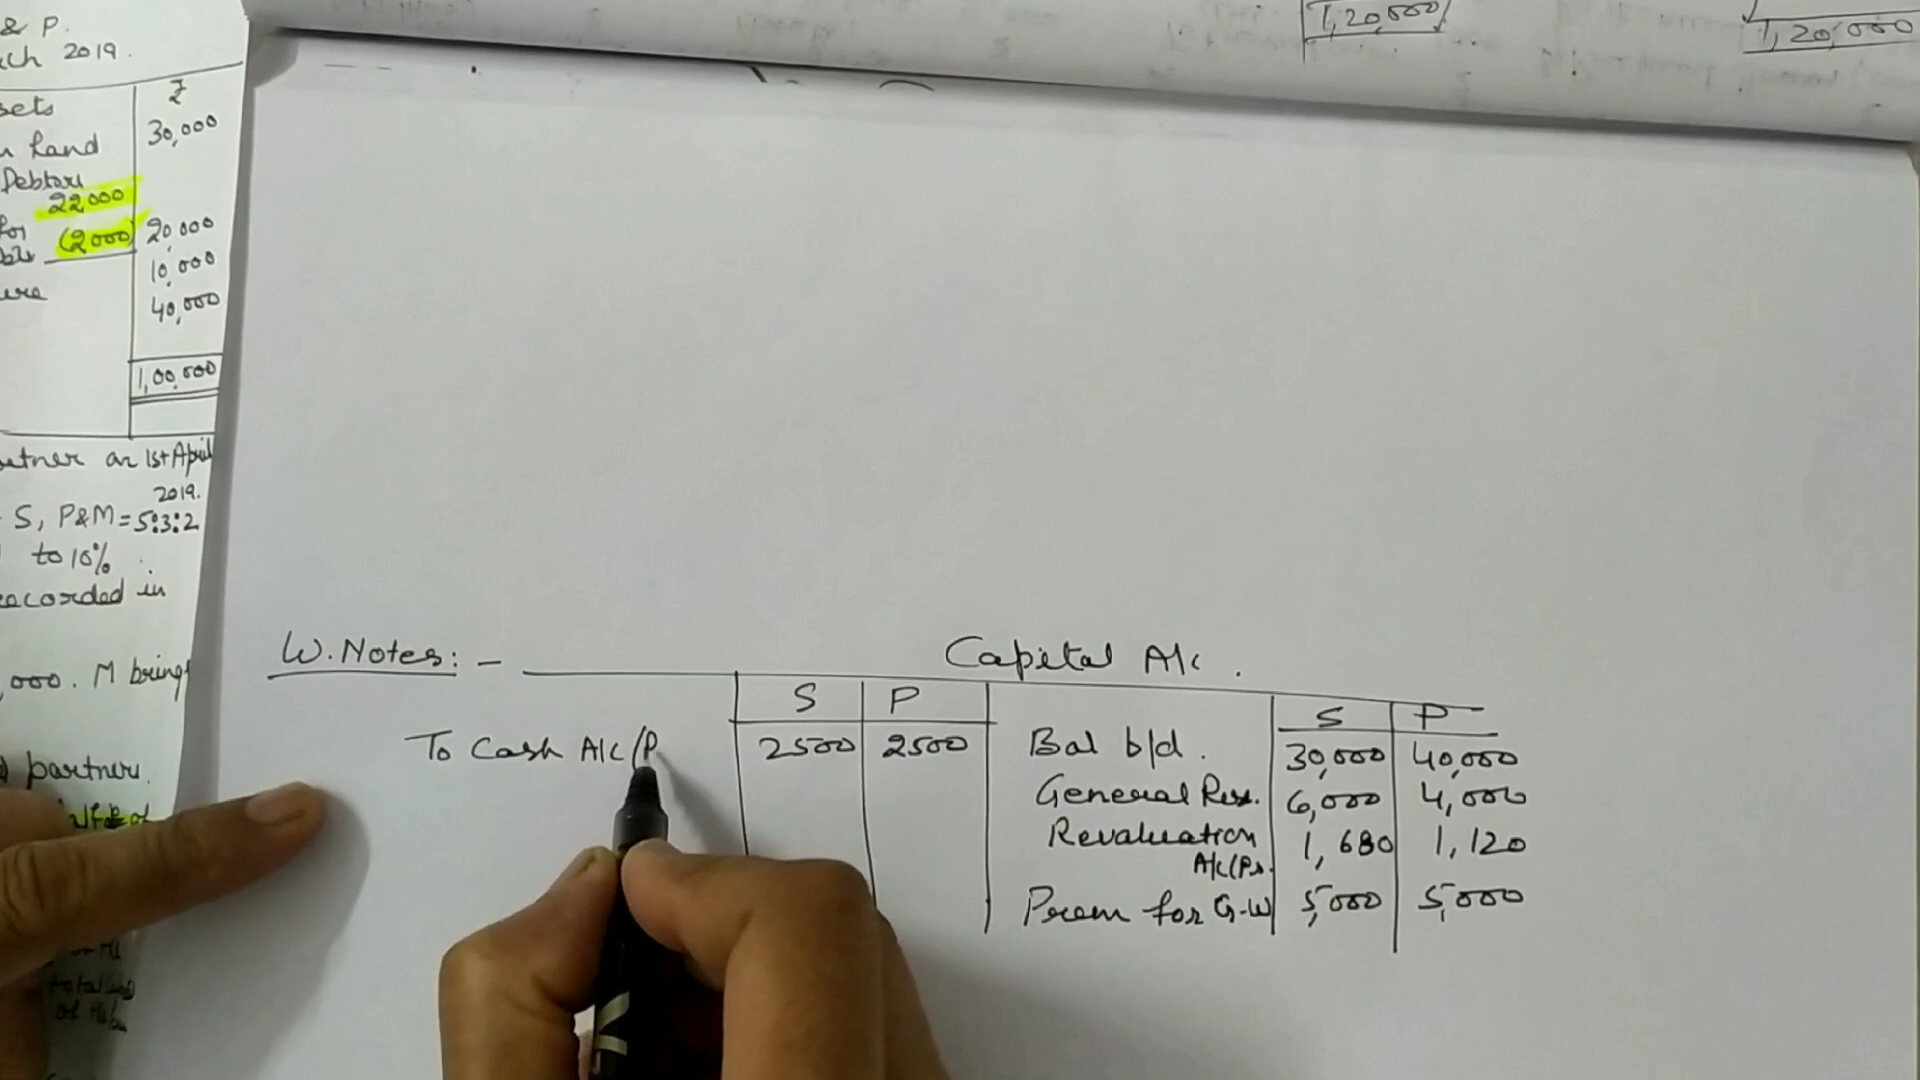 1,20,000
1,20,000
& P.
ch 2019.
₹
sets
30,000
hand
Debtors
22000
for (2000) 20,000
10,000
ure
40,000
1,00,000
partner on 1st April
2019.
S, P&M = 5:3:2
to 10%
recorded in
,000. M brings
partner.
W. Notes: -
Capital A/c.
S P
S P
To Cash A/c (P
2500 2500
Bal b/d.
30,000 40,000
General Res.
6,000 4,000
Revaluation
A/c (Pr.
1,680 1,120
Prem for G-W
5,000 5,000